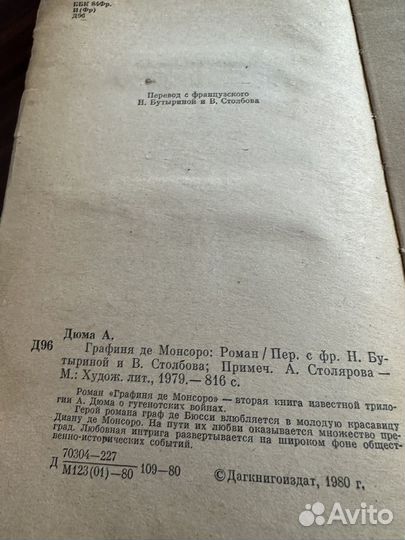 ББК 84Фр.
И(Фр)
Д96
Перевод с французского
Н. Бутыриной и В. Столбова
Дюма А.
Д96
Графиня де Монсоро: Роман / Пер. с фр. Н. Бу-
тыриной и В. Столбова; Примеч. А. Столярова —
М.: Худож. лит., 1979.— 816 с.
Роман «Графиня де Монсоро» — вторая книга известной трило-
гии А. Дюма о гугенотских войнах.
Герой романа граф де Бюсси влюбляется в молодую красавицу
Диану де Монсоро. На пути их любви оказывается множество пре-
град. Любовная интрига развертывается на широком фоне общест-
венно-исторических событий.
Д 70304—227
М123(01)—80 109—80
©Дагкнигоиздат, 1980 г,
Avito